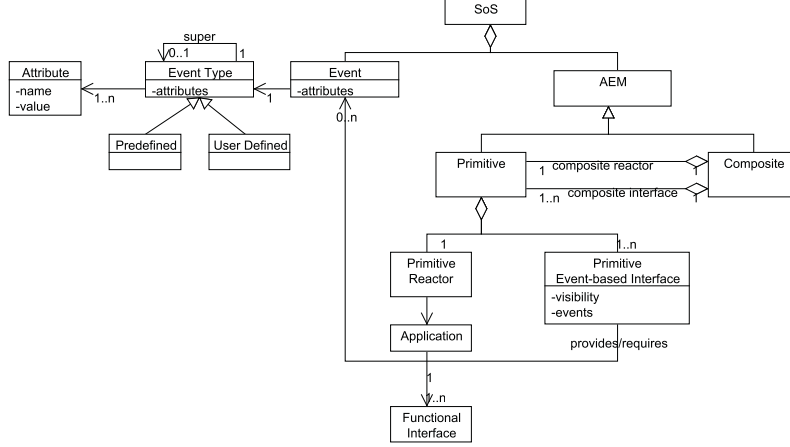 SoS
super
0..1
1
Attribute
-name
-value
1..n
Event Type
-attributes
1
Event
-attributes
0..n
AEM
Predefined
User Defined
Primitive
Composite
1
composite reactor
1
1..n
composite interface
1
1
1..n
Primitive
Reactor
Primitive
Event-based Interface
-visibility
-events
Application
provides/requires
1
1..n
Functional
Interface